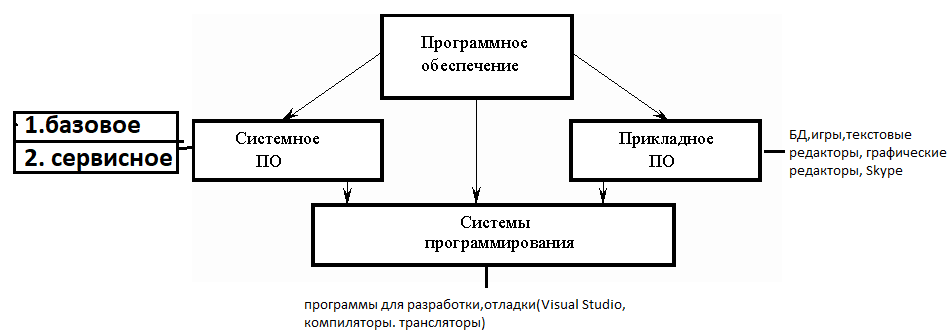 Программное
обеспечение
1.базовое
2. сервисное
Системное
ПО
Прикладное
ПО
БД,игры,текстовые
редакторы, графические
редакторы, Skype
Системы
программирования
программы для разработки,отладки(Visual Studio,
компиляторы. трансляторы)